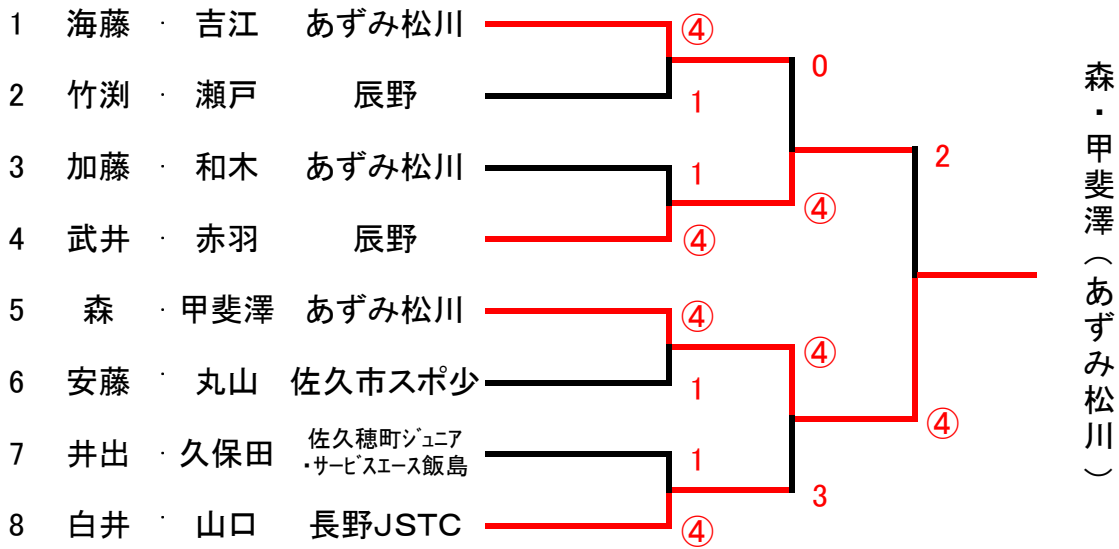 1 海藤 · 吉江 あずみ松川
④
0
2 竹渕 · 瀬戸 辰野
1
2
3 加藤 · 和木 あずみ松川
1
④
4 武井 · 赤羽 辰野
④
5 森 · 甲斐澤 あずみ松川
④
④
6 安藤 · 丸山 佐久市スポ少
1
④
7 井出 · 久保田 佐久穂町ジュニア
・サービスエース飯島
1
3
8 白井 · 山口 長野JSTC
④
森・甲斐澤（あずみ松川）